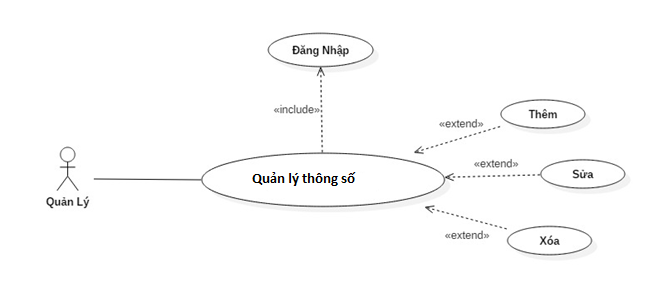 Đăng Nhập
«include»
Thêm
«extend»
«extend»
Quản lý thông số
Sửa
Quản Lý
«extend»
Xóa